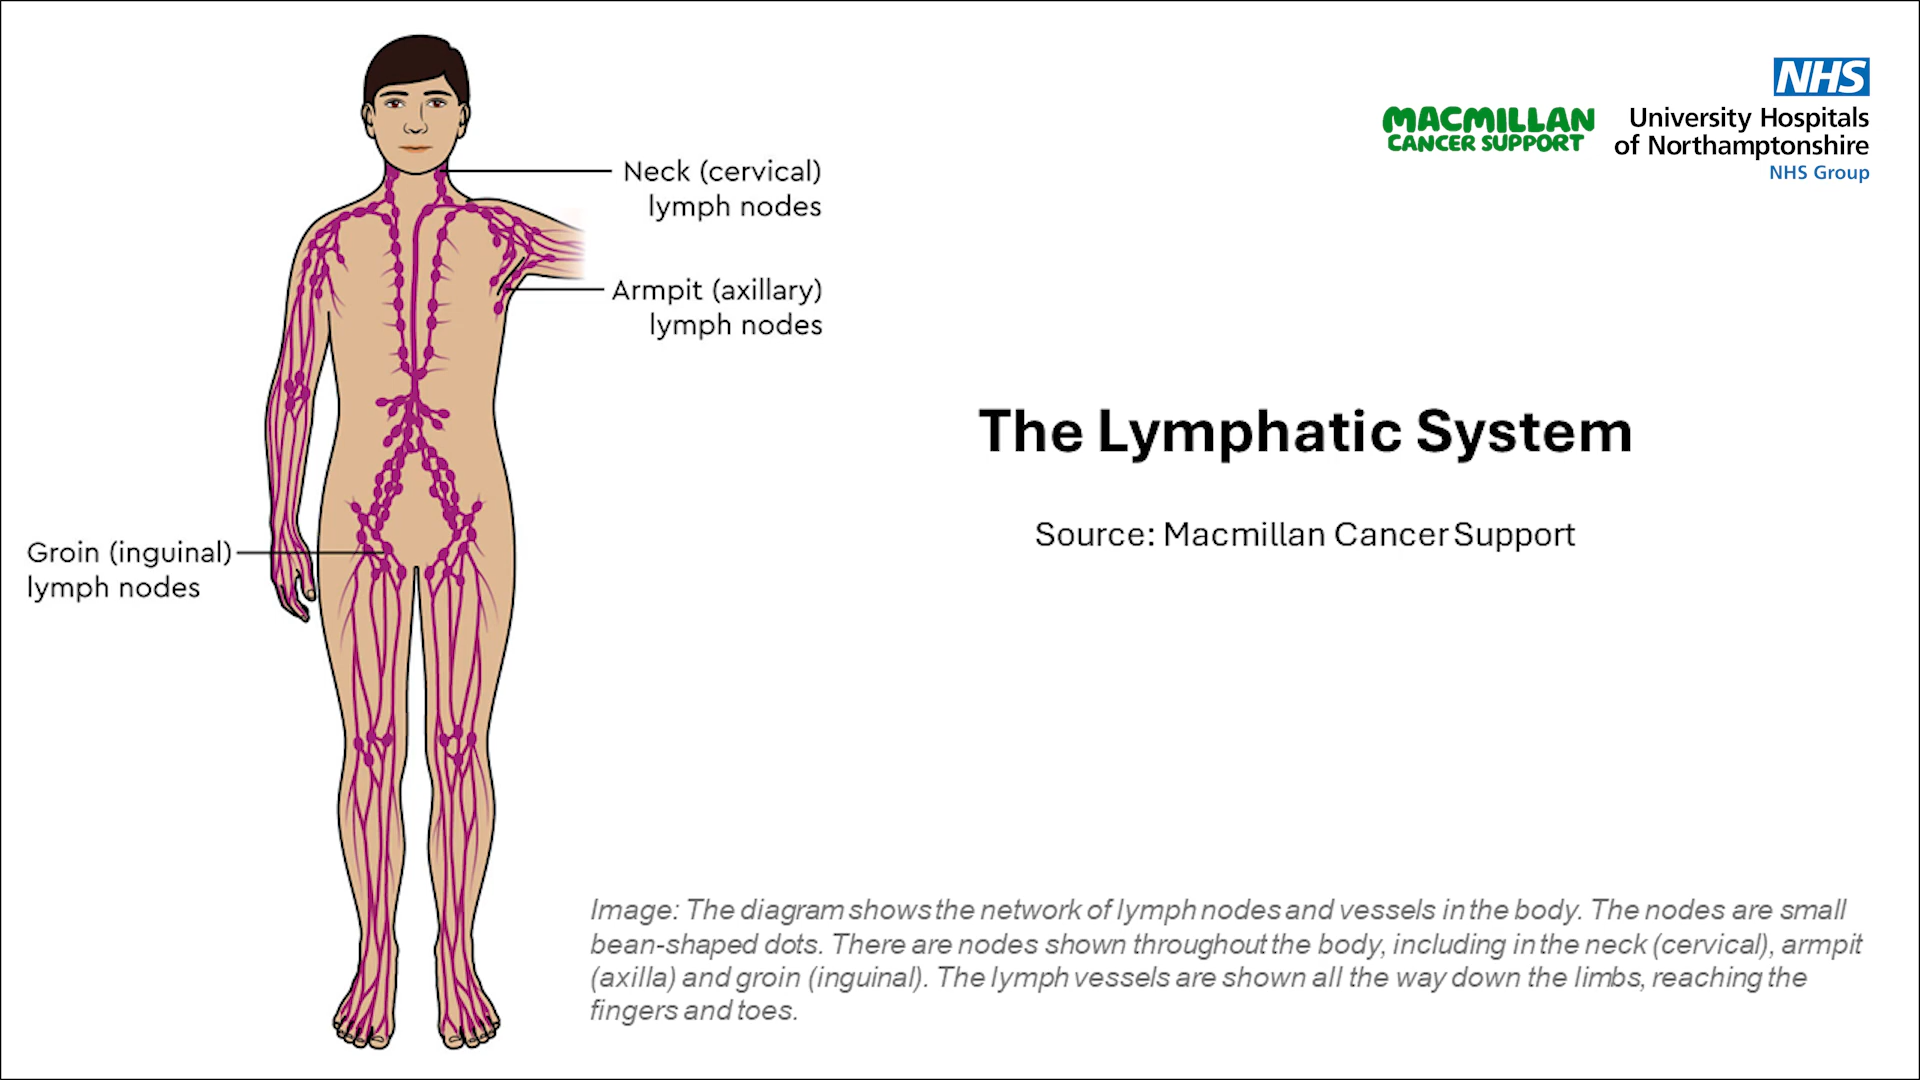 NHS
MACMILLAN
CANCER SUPPORT
University Hospitals
of Northamptonshire
NHS Group
Neck (cervical)
lymph nodes
Armpit (axillary)
lymph nodes
Groin (inguinal)
lymph nodes
The Lymphatic System
Source: Macmillan Cancer Support
Image: The diagram shows the network of lymph nodes and vessels in the body. The nodes are small
bean-shaped dots. There are nodes shown throughout the body, including in the neck (cervical), armpit
(axilla) and groin (inguinal). The lymph vessels are shown all the way down the limbs, reaching the
fingers and toes.